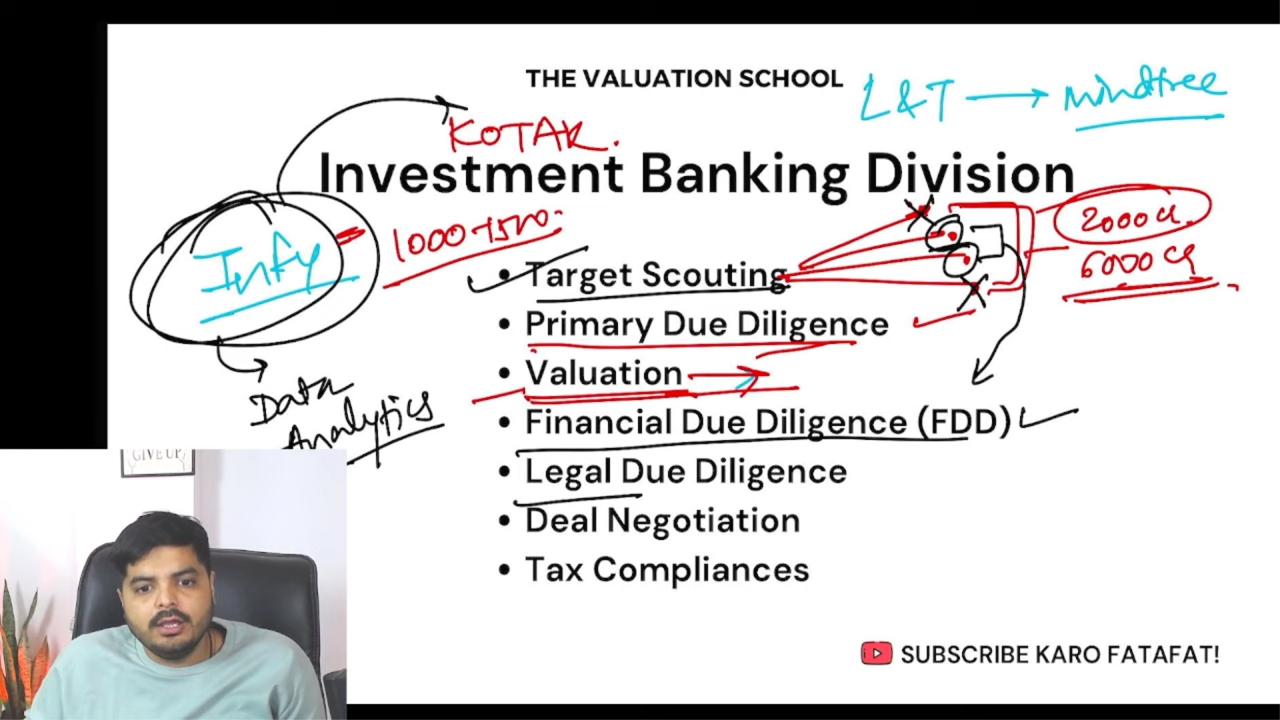 THE VALUATION SCHOOL
L&T → mindtree
KOTAK.
Investment Banking Division
Infy
1000-1500.
2000 Cr
5000 Cr
• Target Scouting
• Primary Due Diligence
• Valuation →
• Financial Due Diligence (FDD)
• Legal Due Diligence
• Deal Negotiation
• Tax Compliances
Data
Analytics
GIVE UP
SUBSCRIBE KARO FATAFAT!